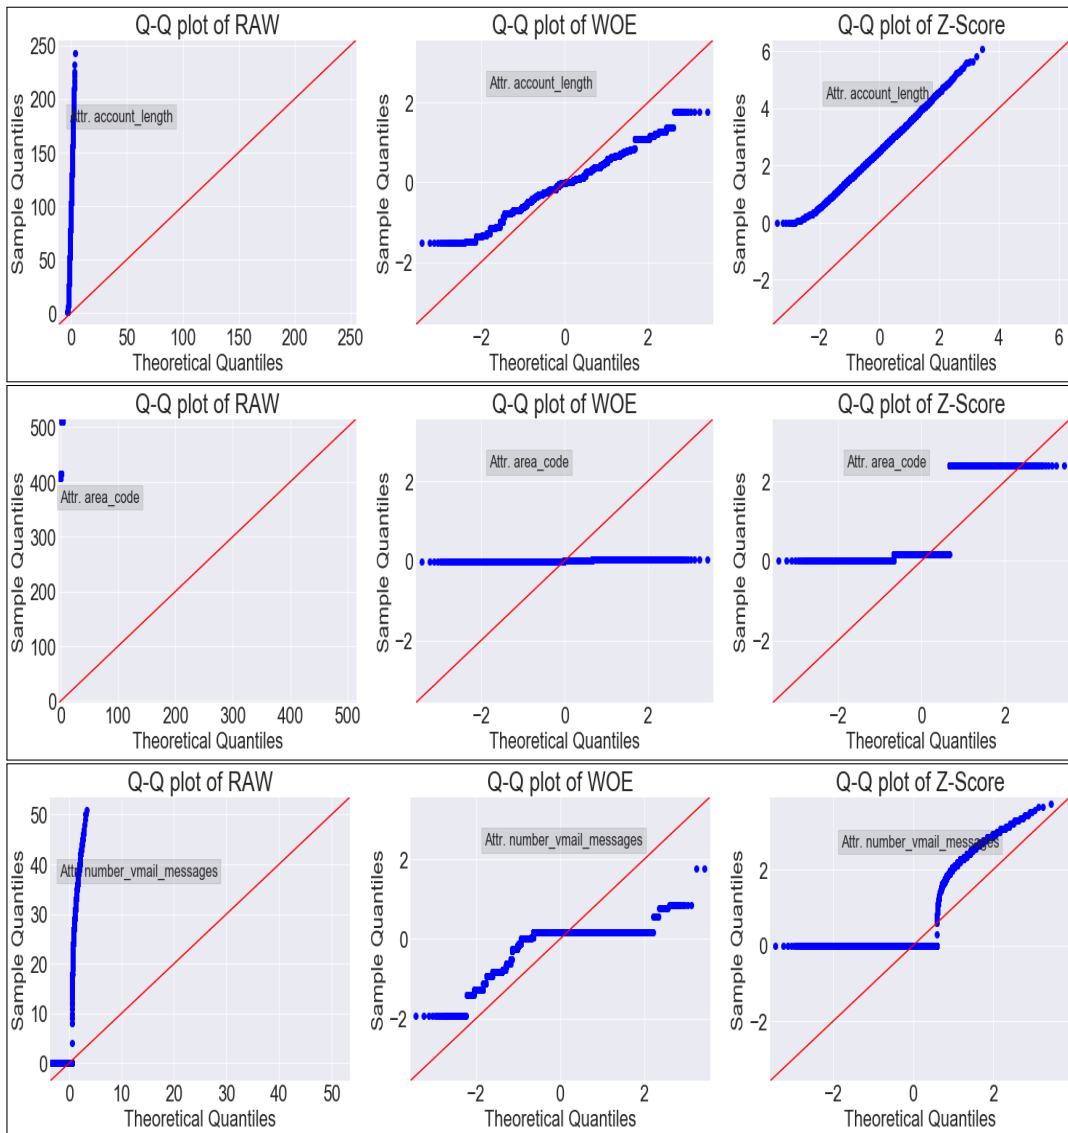 Q-Q plot of RAW
Sample Quantiles
250
200
150
100
50
0
Attr. account_length
0 50 100 150 200 250
Theoretical Quantiles
Q-Q plot of WOE
Sample Quantiles
2
0
−2
Attr. account_length
−2 0 2
Theoretical Quantiles
Q-Q plot of Z-Score
Sample Quantiles
6
4
2
0
−2
Attr. account_length
−2 0 2 4 6
Theoretical Quantiles
Q-Q plot of RAW
Sample Quantiles
500
400
300
200
100
0
Attr. area_code
0 100 200 300 400 500
Theoretical Quantiles
Q-Q plot of WOE
Sample Quantiles
2
0
−2
Attr. area_code
−2 0 2
Theoretical Quantiles
Q-Q plot of Z-Score
Sample Quantiles
2
0
−2
Attr. area_code
−2 0 2
Theoretical Quantiles
Q-Q plot of RAW
Sample Quantiles
50
40
30
20
10
0
Attr. number_vmail_messages
0 10 20 30 40 50
Theoretical Quantiles
Q-Q plot of WOE
Sample Quantiles
2
0
−2
Attr. number_vmail_messages
−2 0 2
Theoretical Quantiles
Q-Q plot of Z-Score
Sample Quantiles
2
0
−2
Attr. number_vmail_messages
−2 0 2
Theoretical Quantiles